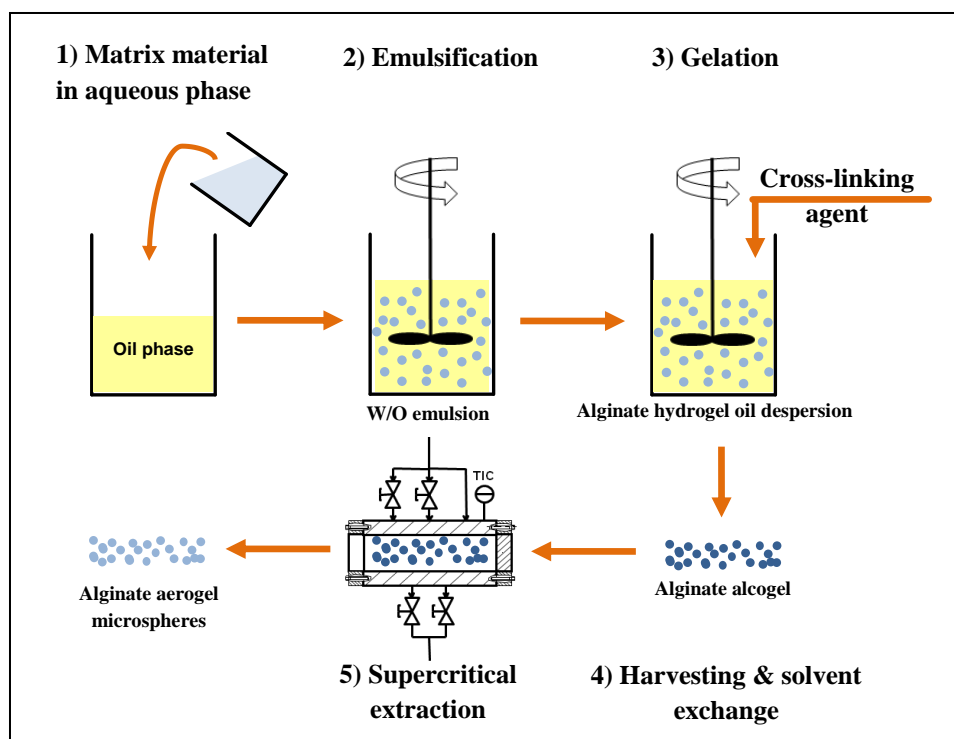 1) Matrix material
in aqueous phase
2) Emulsification
3) Gelation
Cross-linking
agent
Oil phase
W/O emulsion
Alginate hydrogel oil despersion
TIC
Alginate aerogel
microspheres
Alginate alcogel
5) Supercritical
extraction
4) Harvesting & solvent
exchange